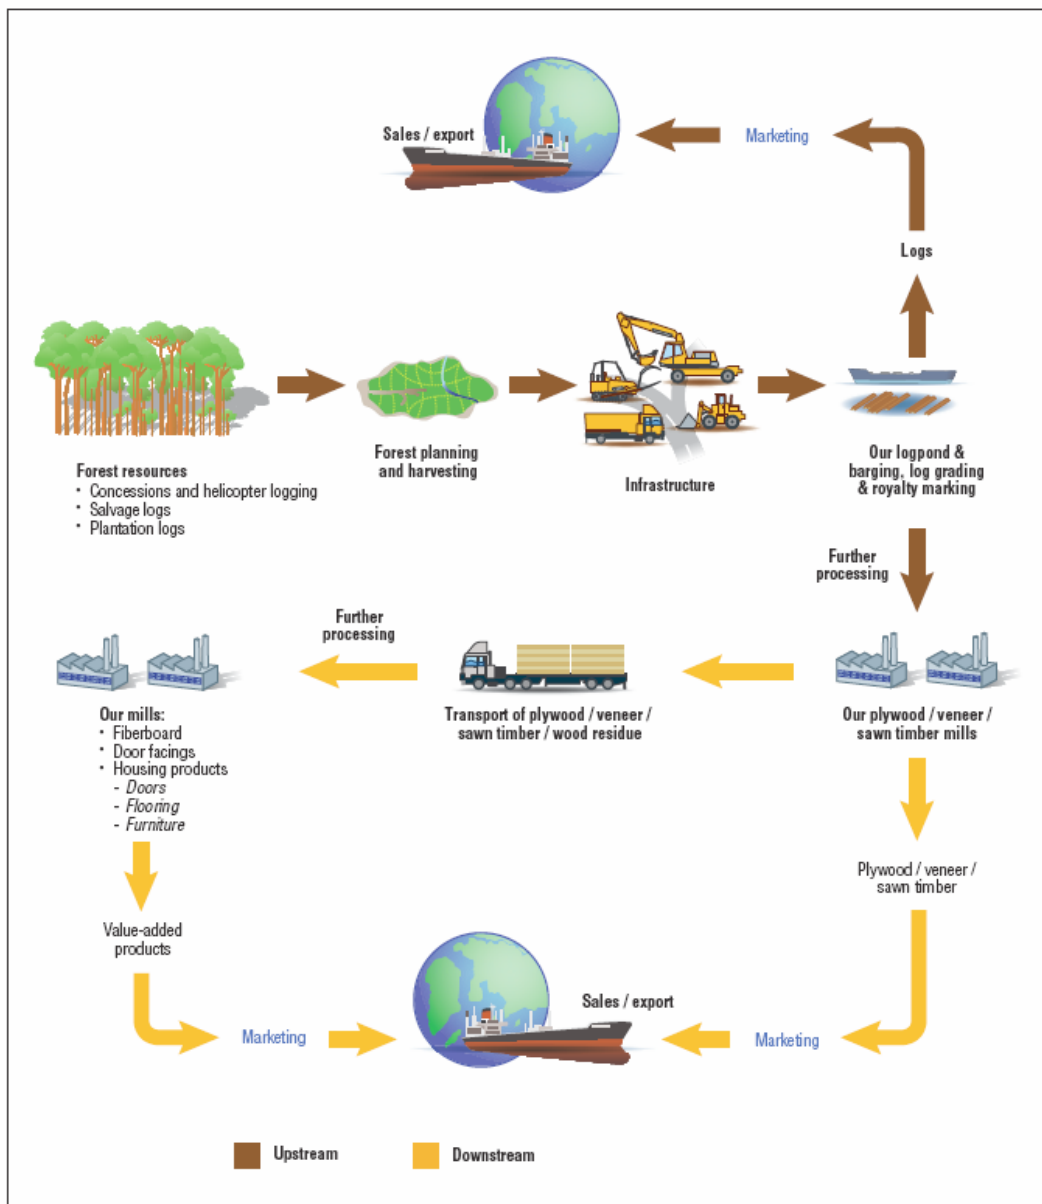 Sales / export
Marketing
Logs
Forest resources
• Concessions and helicopter logging
• Salvage logs
• Plantation logs
Forest planning
and harvesting
Infrastructure
Our logpond &
barging, log grading
& royalty marking
Further
processing
Further
processing
Our mills:
• Fiberboard
• Door facings
• Housing products
- Doors
- Flooring
- Furniture
Transport of plywood / veneer /
sawn timber / wood residue
Our plywood / veneer /
sawn timber mills
Plywood / veneer /
sawn timber
Value-added
products
Sales / export
Marketing
Marketing
Upstream
Downstream